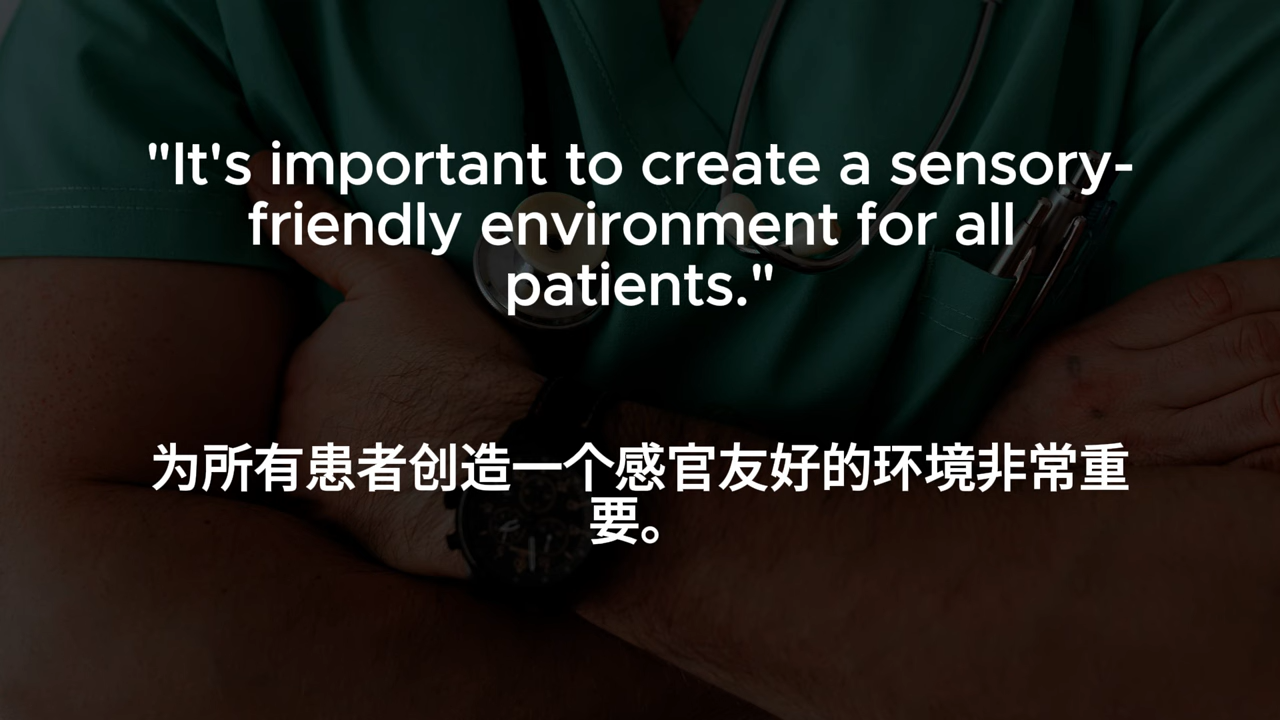 "It's important to create a sensory-
friendly environment for all
patients."
为所有患者创造一个感官友好的环境非常重
要。